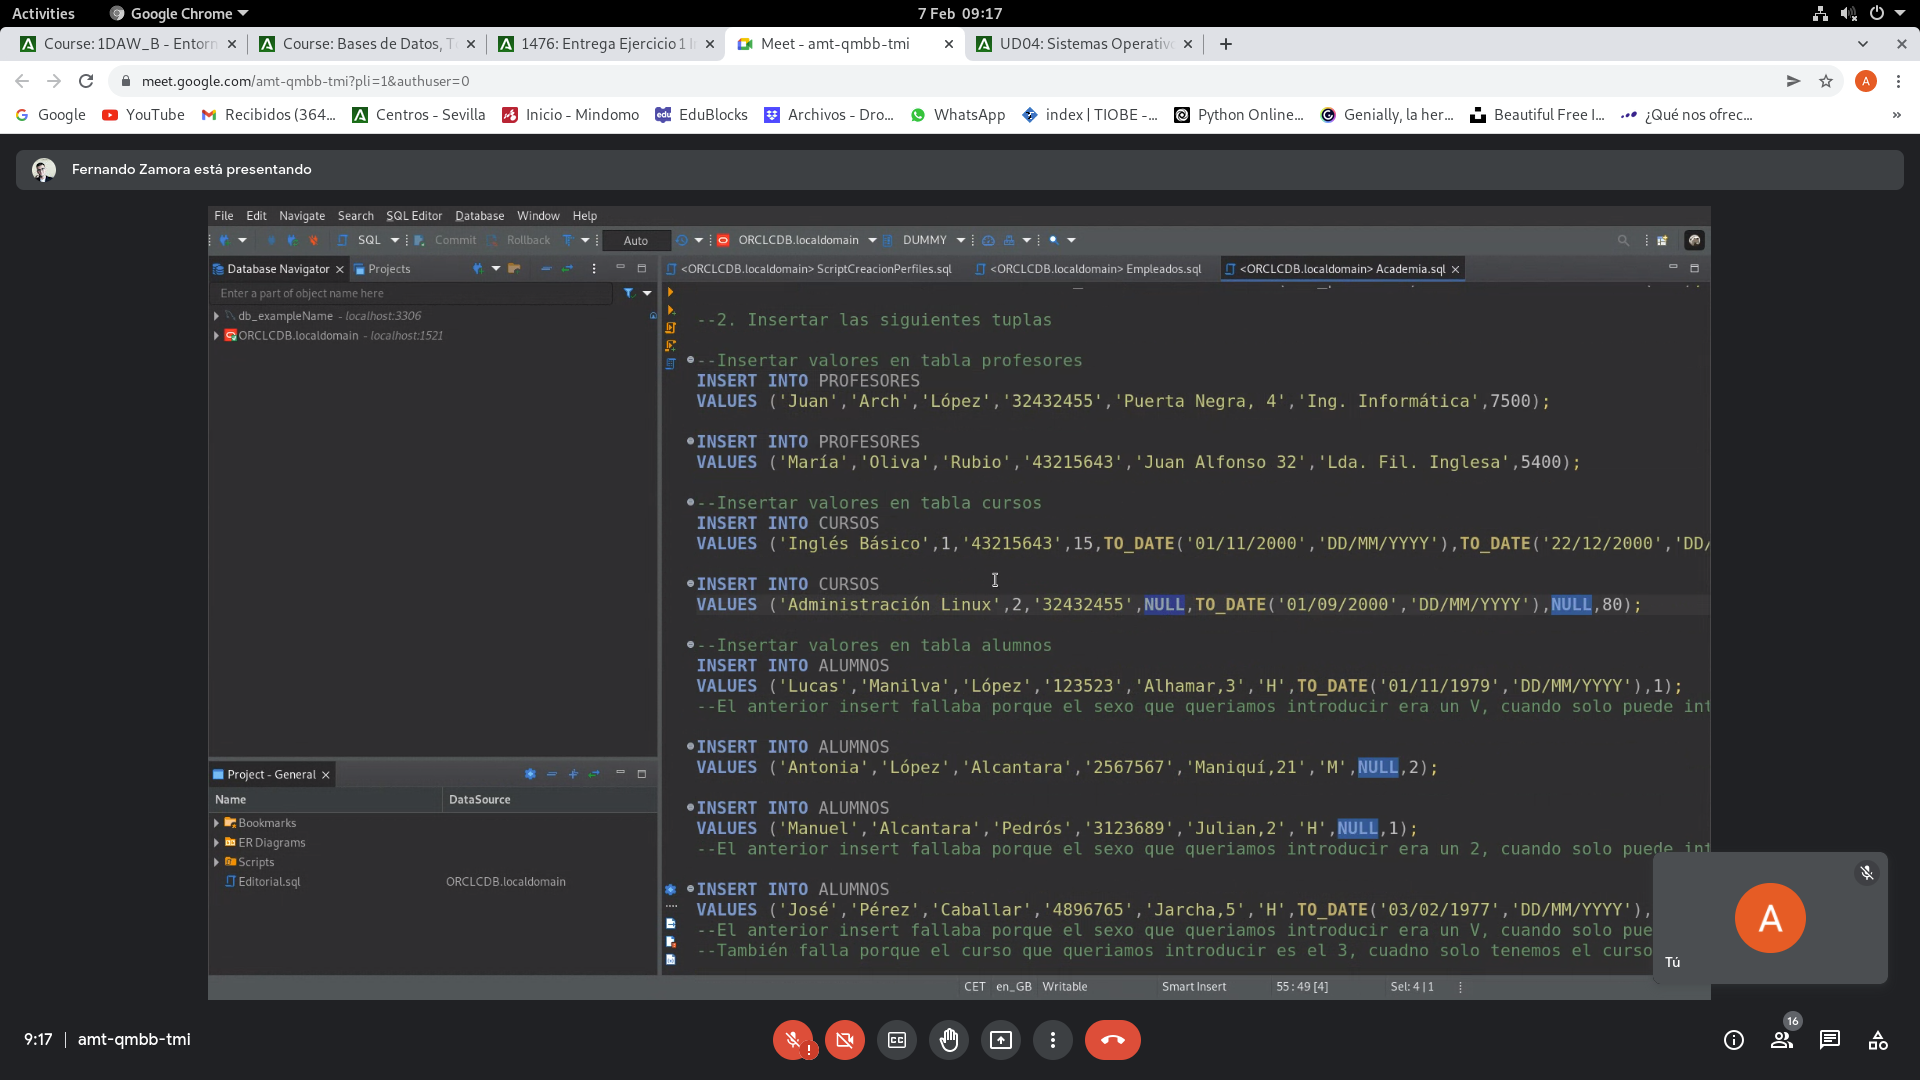 Activities
Google Chrome
7 Feb 09:17
Course: 1DAW_B - Entorn
Course: Bases de Datos, T
1476: Entrega Ejercicio 1 I
Meet - amt-qmbb-tmi
UD04: Sistemas Operativ
meet.google.com/amt-qmbb-tmi?pli=1&authuser=0
A
Google
YouTube
Recibidos (364...
Centros - Sevilla
Inicio - Mindomo
EduBlocks
Archivos - Dro...
WhatsApp
index | TIOBE -...
Python Online...
Genially, la her...
Beautiful Free I...
¿Qué nos ofrec...
»
Fernando Zamora está presentando
File Edit Navigate Search SQL Editor Database Window Help
SQL Commit Rollback Auto ORCLCDB.localdomain DUMMY
Database Navigator Projects
<ORCLCDB.localdomain> ScriptCreacionPerfiles.sql
<ORCLCDB.localdomain> Empleados.sql
<ORCLCDB.localdomain> Academia.sql
Enter a part of object name here
db_exampleName - localhost:3306
ORCLCDB.localdomain - localhost:1521
--2. Insertar las siguientes tuplas
--Insertar valores en tabla profesores
INSERT INTO PROFESORES
VALUES ('Juan','Arch','López','32432455','Puerta Negra, 4','Ing. Informática',7500);
INSERT INTO PROFESORES
VALUES ('María','Oliva','Rubio','43215643','Juan Alfonso 32','Lda. Fil. Inglesa',5400);
--Insertar valores en tabla cursos
INSERT INTO CURSOS
VALUES ('Inglés Básico',1,'43215643',15,TO_DATE('01/11/2000','DD/MM/YYYY'),TO_DATE('22/12/2000','DD/
INSERT INTO CURSOS
VALUES ('Administración Linux',2,'32432455',NULL,TO_DATE('01/09/2000','DD/MM/YYYY'),NULL,80);
--Insertar valores en tabla alumnos
INSERT INTO ALUMNOS
VALUES ('Lucas','Manilva','López','123523','Alhamar,3','H',TO_DATE('01/11/1979','DD/MM/YYYY'),1);
--El anterior insert fallaba porque el sexo que queriamos introducir era un V, cuando solo puede int
INSERT INTO ALUMNOS
VALUES ('Antonia','López','Alcantara','2567567','Maniquí,21','M',NULL,2);
INSERT INTO ALUMNOS
VALUES ('Manuel','Alcantara','Pedrós','3123689','Julian,2','H',NULL,1);
--El anterior insert fallaba porque el sexo que queriamos introducir era un 2, cuando solo puede int
INSERT INTO ALUMNOS
VALUES ('José','Pérez','Caballar','4896765','Jarcha,5','H',TO_DATE('03/02/1977','DD/MM/YYYY'),
--El anterior insert fallaba porque el sexo que queriamos introducir era un V, cuando solo pue
--También falla porque el curso que queriamos introducir es el 3, cuadno solo tenemos el curso
Project - General
Name DataSource
Bookmarks
ER Diagrams
Scripts
Editorial.sql ORCLCDB.localdomain
CET en_GB Writable Smart Insert 55 : 49 [4] Sel: 4 | 1
A
Tú
9:17 | amt-qmbb-tmi
16